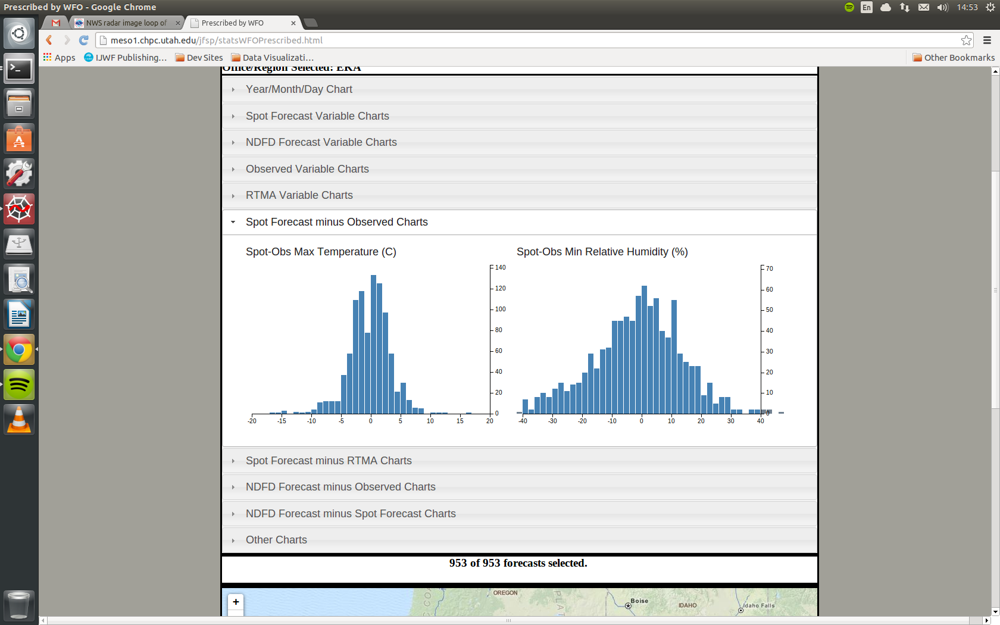 Prescribed by WFO - Google Chrome
En
14:53
NWS radar image loop of
Prescribed by WFO
meso1.chpc.utah.edu/jfsp/statsWFOPrescribed.html
Apps
IJWF Publishing...
Dev Sites
Data Visualizati...
Other Bookmarks
Office/Region Selected: EKA
Year/Month/Day Chart
Spot Forecast Variable Charts
NDFD Forecast Variable Charts
Observed Variable Charts
RTMA Variable Charts
Spot Forecast minus Observed Charts
Spot-Obs Max Temperature (C)
140
120
100
80
60
40
20
0
-20 -15 -10 -5 0 5 10 15 20
Spot-Obs Min Relative Humidity (%)
70
60
50
40
30
20
10
0
-40 -30 -20 -10 0 10 20 30 40
Spot Forecast minus RTMA Charts
NDFD Forecast minus Observed Charts
NDFD Forecast minus Spot Forecast Charts
Other Charts
953 of 953 forecasts selected.
+
OREGON
Boise
IDAHO
Idaho Falls